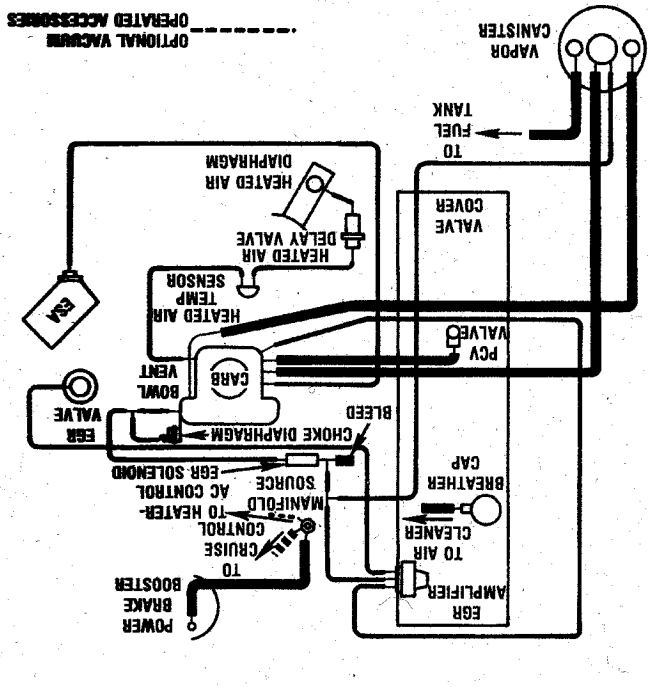 EGR
AMPLIFIER
TO AIR
CLEANER
BREATHER
CAP
POWER
BRAKE
BOOSTER
TO
CRUISE
CONTROL
TO HEATER-
AC CONTROL
MANIFOLD
SOURCE
EGR SOLENOID
BLEED
CHOKE DIAPHRAGM
EGR
VALVE
PCV
VALVE
CARB
BOWL
VENT
ESA
HEATED AIR
TEMP
SENSOR
HEATED AIR
DELAY VALVE
VALVE
COVER
HEATED AIR
DIAPHRAGM
TO
FUEL
TANK
VAPOR
CANISTER
OPTIONAL VACUUM
OPERATED ACCESSORIES